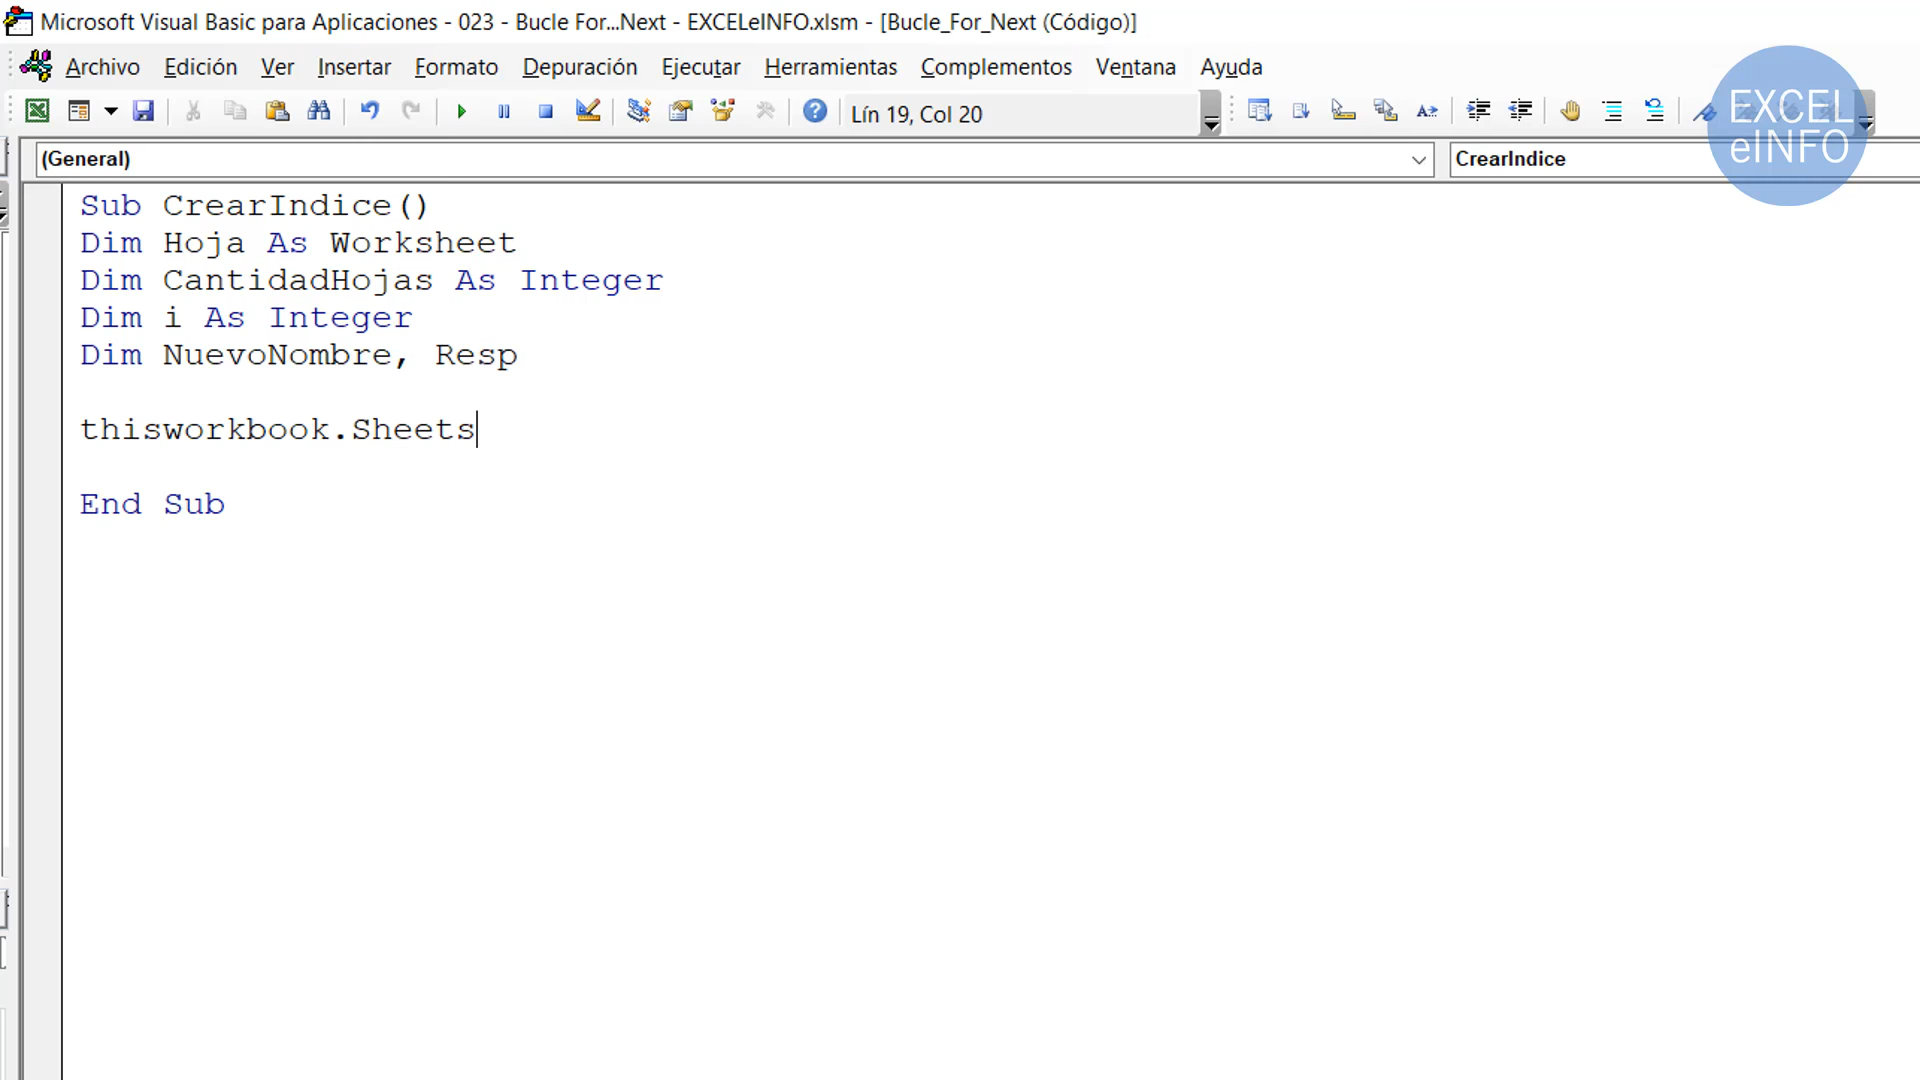 Microsoft Visual Basic para Aplicaciones - 023 - Bucle For...Next - EXCELeINFO.xlsm - [Bucle_For_Next (Código)]
Archivo Edición Ver Insertar Formato Depuración Ejecutar Herramientas Complementos Ventana Ayuda
Lín 19, Col 20
EXCEL
eINFO
(General) CrearIndice
Sub CrearIndice()
Dim Hoja As Worksheet
Dim CantidadHojas As Integer
Dim i As Integer
Dim NuevoNombre, Resp
thisworkbook.Sheets
End Sub